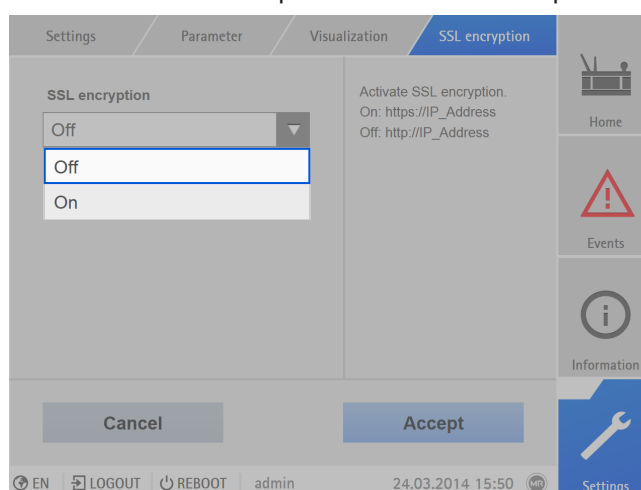 Settings
Parameter
Visualization
SSL encryption
SSL encryption
Off
Off
On
Activate SSL encryption.
On: https://IP_Address
Off: http://IP_Address
Home
Events
Information
Settings
Cancel
Accept
EN
LOGOUT
REBOOT
admin
24.03.2014 15:50
MR